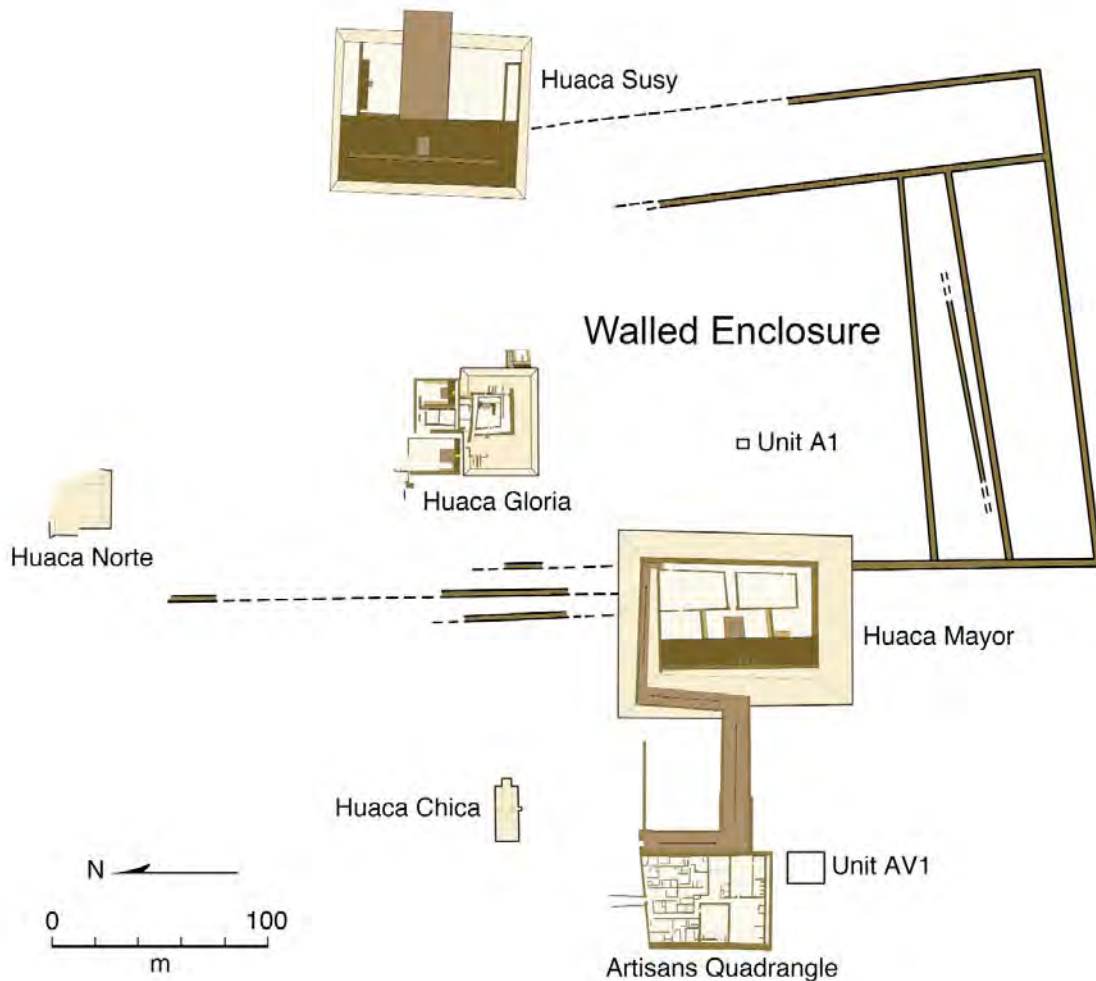 Huaca Susy
Walled Enclosure
Unit A1
Huaca Gloria
Huaca Norte
Huaca Mayor
Huaca Chica
N
Unit AV1
0 100
m
Artisans Quadrangle